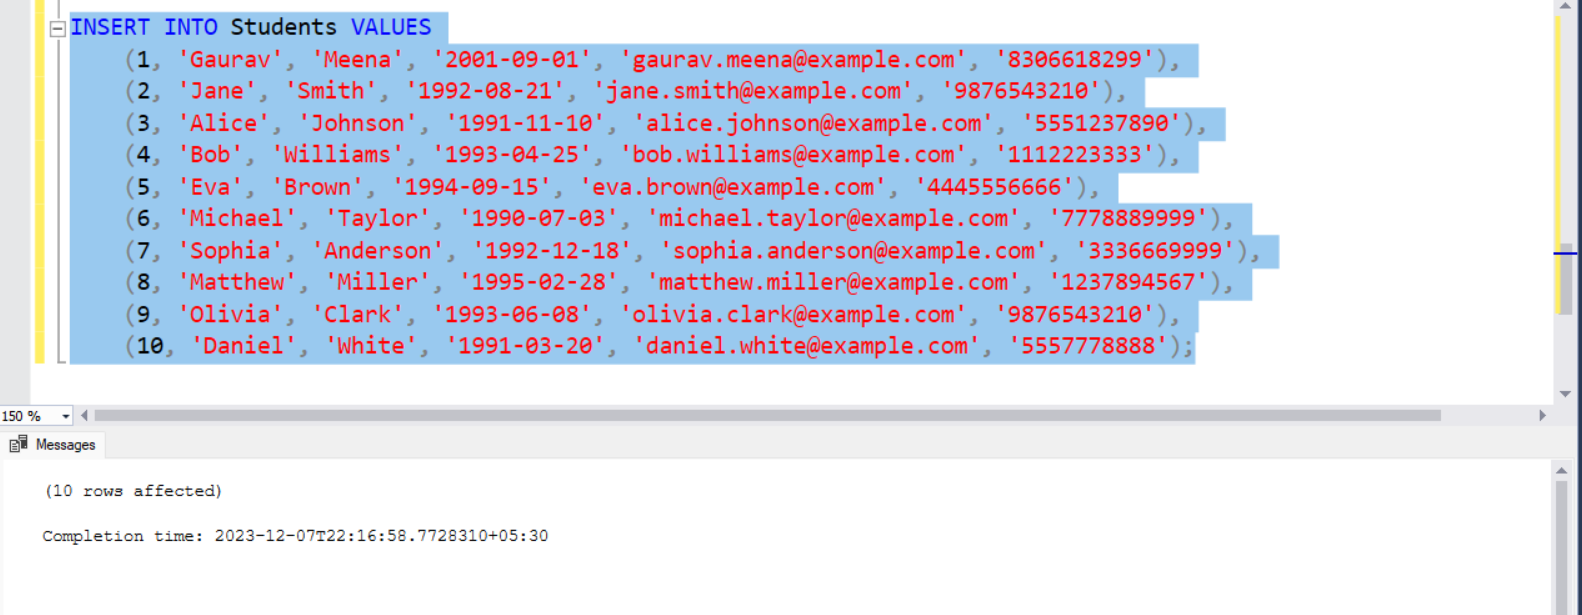 INSERT INTO Students VALUES
(1, 'Gaurav', 'Meena', '2001-09-01', 'gaurav.meena@example.com', '8306618299'),
(2, 'Jane', 'Smith', '1992-08-21', 'jane.smith@example.com', '9876543210'),
(3, 'Alice', 'Johnson', '1991-11-10', 'alice.johnson@example.com', '5551237890'),
(4, 'Bob', 'Williams', '1993-04-25', 'bob.williams@example.com', '1112223333'),
(5, 'Eva', 'Brown', '1994-09-15', 'eva.brown@example.com', '4445556666'),
(6, 'Michael', 'Taylor', '1990-07-03', 'michael.taylor@example.com', '7778889999'),
(7, 'Sophia', 'Anderson', '1992-12-18', 'sophia.anderson@example.com', '3336669999'),
(8, 'Matthew', 'Miller', '1995-02-28', 'matthew.miller@example.com', '1237894567'),
(9, 'Olivia', 'Clark', '1993-06-08', 'olivia.clark@example.com', '9876543210'),
(10, 'Daniel', 'White', '1991-03-20', 'daniel.white@example.com', '5557778888');
150 %
Messages
(10 rows affected)
Completion time: 2023-12-07T22:16:58.7728310+05:30